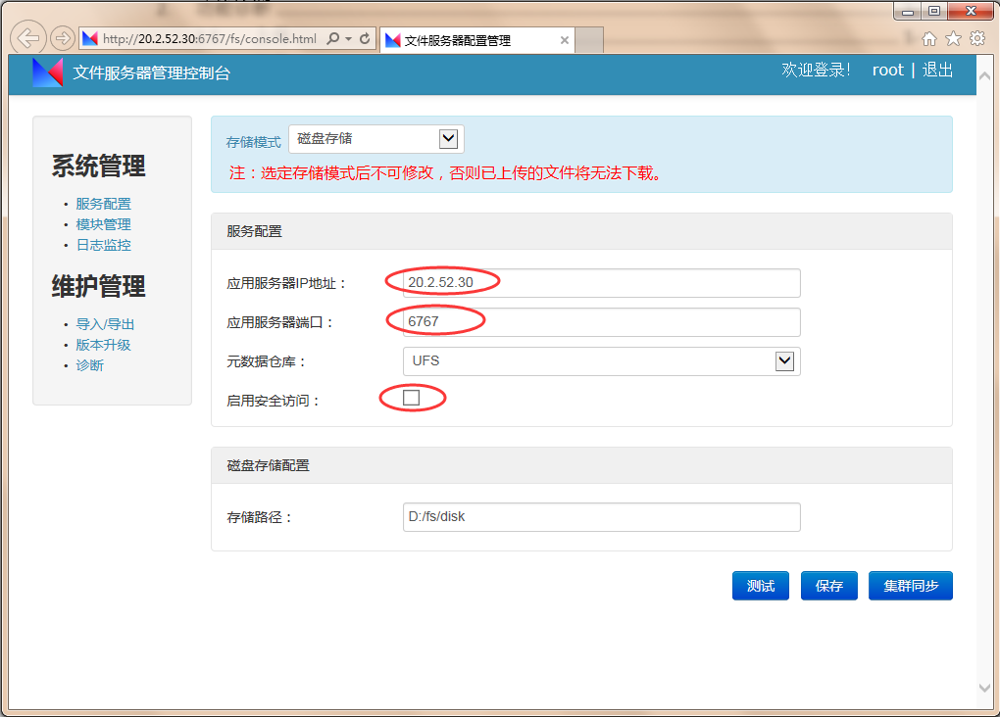 http://20.2.52.30:6767/fs/console.html
文件服务器配置管理
文件服务器管理控制台
欢迎登录! root | 退出
系统管理
• 服务配置
• 模块管理
• 日志监控
维护管理
• 导入/导出
• 版本升级
• 诊断
存储模式 磁盘存储
注：选定存储模式后不可修改，否则已上传的文件将无法下载。
服务配置
应用服务器IP地址： 20.2.52.30
应用服务器端口： 6767
元数据仓库： UFS
启用安全访问：
磁盘存储配置
存储路径： D:/fs/disk
测试 保存 集群同步